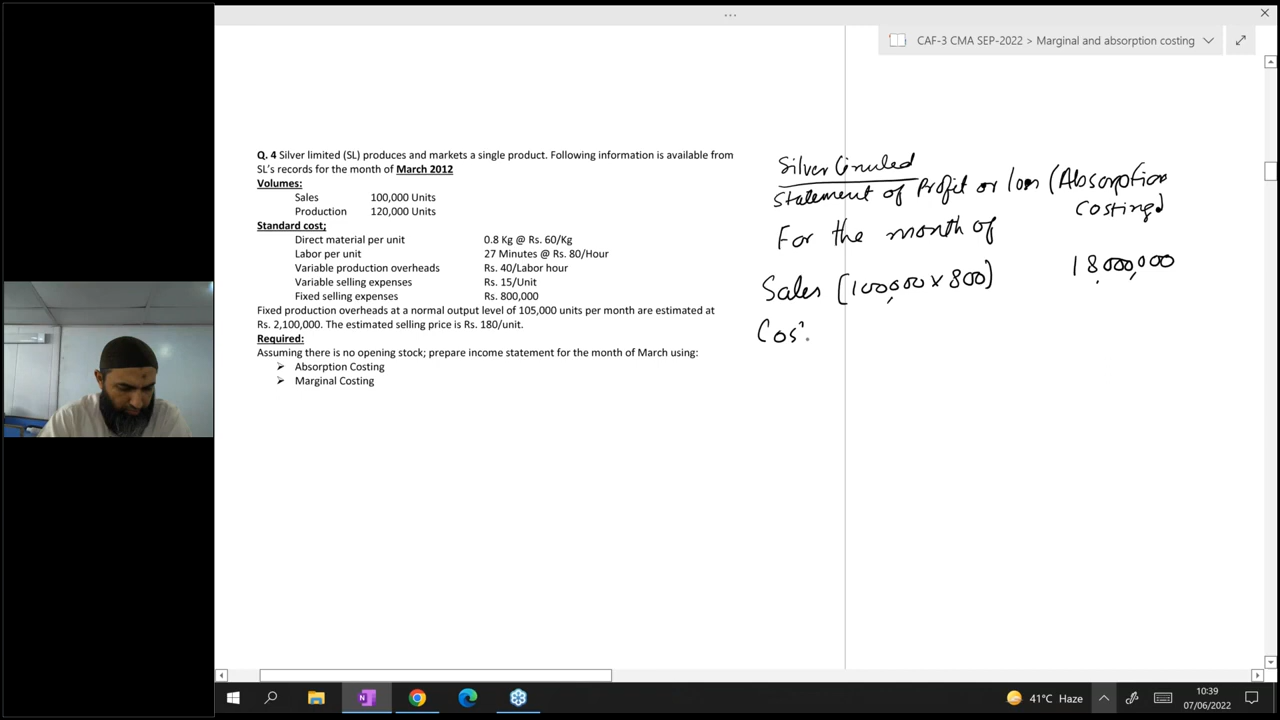 CAF-3 CMA SEP-2022 > Marginal and absorption costing
Q. 4 Silver limited (SL) produces and markets a single product. Following information is available from
SL's records for the month of March 2012
Volumes:
Sales 100,000 Units
Production 120,000 Units
Standard cost;
Direct material per unit 0.8 Kg @ Rs. 60/Kg
Labor per unit 27 Minutes @ Rs. 80/Hour
Variable production overheads Rs. 40/Labor hour
Variable selling expenses Rs. 15/Unit
Fixed selling expenses Rs. 800,000
Fixed production overheads at a normal output level of 105,000 units per month are estimated at
Rs. 2,100,000. The estimated selling price is Rs. 180/unit.
Required:
Assuming there is no opening stock; prepare income statement for the month of March using:
Absorption Costing
Marginal Costing
Silver Limited
Statement of Profit or loss (Absorption
Costing)
For the month of
Sales (100,000 x 800) 18,000,000
Cos
41°C Haze
10:39
07/06/2022